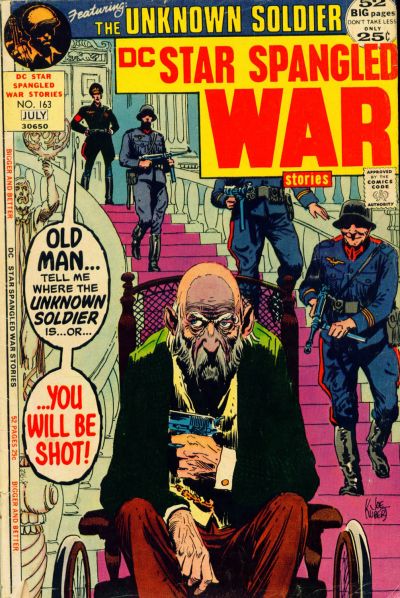 Featuring:
THE UNKNOWN SOLDIER
52
BIG pages
DON'T TAKE LESS
ONLY
25¢
DC STAR
SPANGLED
WAR STORIES
NO. 163
JULY
30650
DC STAR SPANGLED
WAR
stories
APPROVED
BY THE
COMICS
CODE
AUTHORITY
BIGGER AND BETTER
DC STAR SPANGLED WAR STORIES
52 PAGES 25¢
BIGGER AND BETTER
OLD
MAN...
TELL ME
WHERE THE
UNKNOWN
SOLDIER
IS...OR...
...YOU
WILL BE
SHOT!
JOE
KUBERT